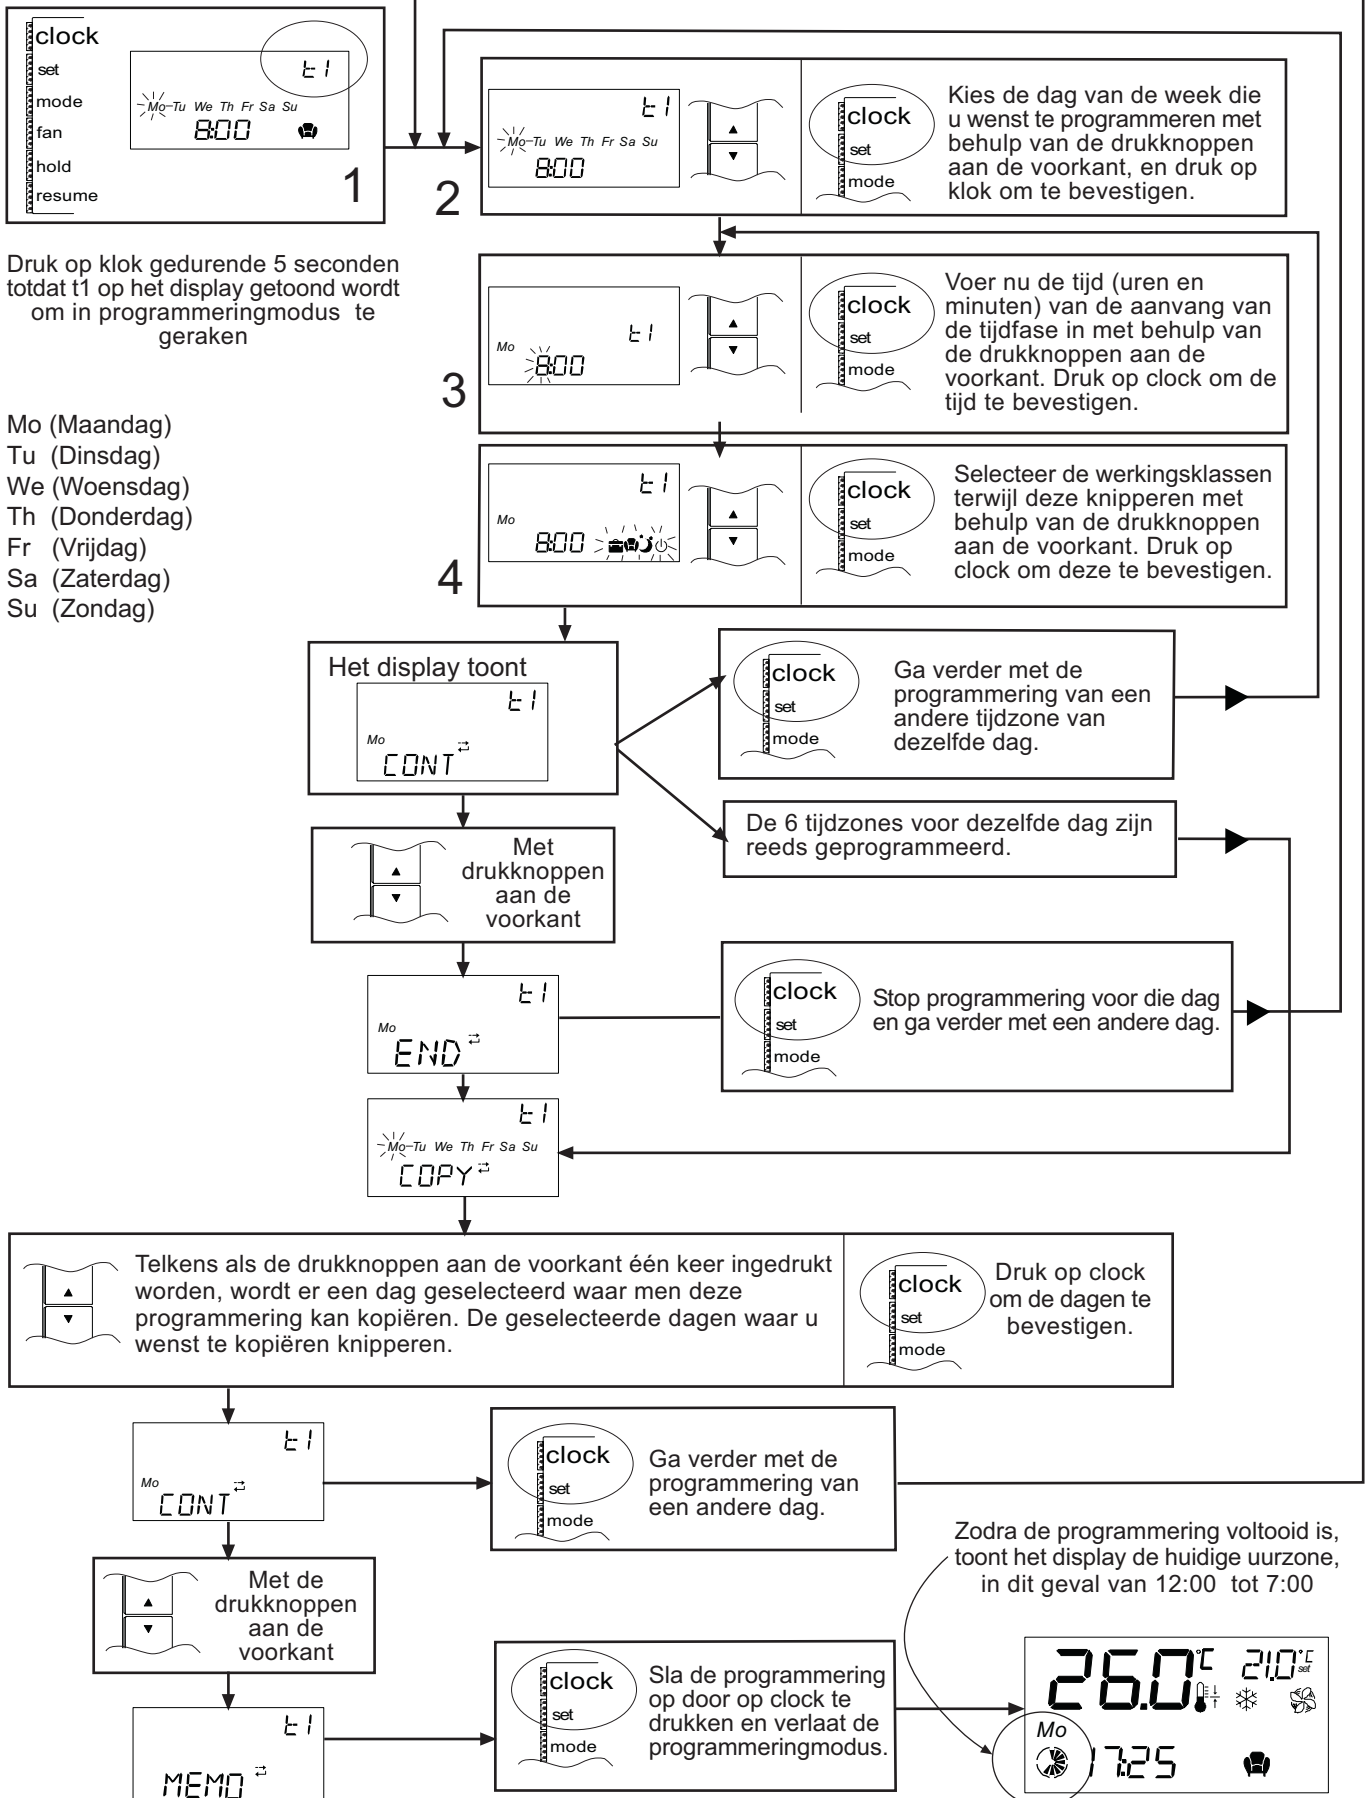 clock
set
mode
fan
hold
resume
t1
Mo Tu We Th Fr Sa Su
8:00
1
Druk op klok gedurende 5 seconden
totdat t1 op het display getoond wordt
om in programmeringmodus te
geraken
Mo (Maandag)
Tu (Dinsdag)
We (Woensdag)
Th (Donderdag)
Fr (Vrijdag)
Sa (Zaterdag)
Su (Zondag)
2
t1
Mo Tu We Th Fr Sa Su
8:00
clock
set
mode
Kies de dag van de week die
u wenst te programmeren met
behulp van de drukknoppen
aan de voorkant, en druk op
klok om te bevestigen.
3
t1
Mo
8:00
clock
set
mode
Voer nu de tijd (uren en
minuten) van de aanvang van
de tijdfase in met behulp van
de drukknoppen aan de
voorkant. Druk op clock om de
tijd te bevestigen.
4
t1
Mo
8:00
clock
set
mode
Selecteer de werkingsklassen
terwijl deze knipperen met
behulp van de drukknoppen
aan de voorkant. Druk op
clock om deze te bevestigen.
Het display toont
t1
Mo
CONT
clock
set
mode
Ga verder met de
programmering van een
andere tijdzone van
dezelfde dag.
De 6 tijdzones voor dezelfde dag zijn
reeds geprogrammeerd.
Met
drukknoppen
aan de
voorkant
t1
Mo
END
clock
set
mode
Stop programmering voor die dag
en ga verder met een andere dag.
t1
Mo Tu We Th Fr Sa Su
COPY
Telkens als de drukknoppen aan de voorkant één keer ingedrukt
worden, wordt er een dag geselecteerd waar men deze
programmering kan kopiëren. De geselecteerde dagen waar u
wenst te kopiëren knipperen.
clock
set
mode
Druk op clock
om de dagen te
bevestigen.
t1
Mo
CONT
clock
set
mode
Ga verder met de
programmering van
een andere dag.
Met de
drukknoppen
aan de
voorkant
t1
MEMO
clock
set
mode
Sla de programmering
op door op clock te
drukken en verlaat de
programmeringmodus.
Zodra de programmering voltooid is,
toont het display de huidige uurzone,
in dit geval van 12:00 tot 7:00
26.0°C
21.0°C
set
Mo
17:25